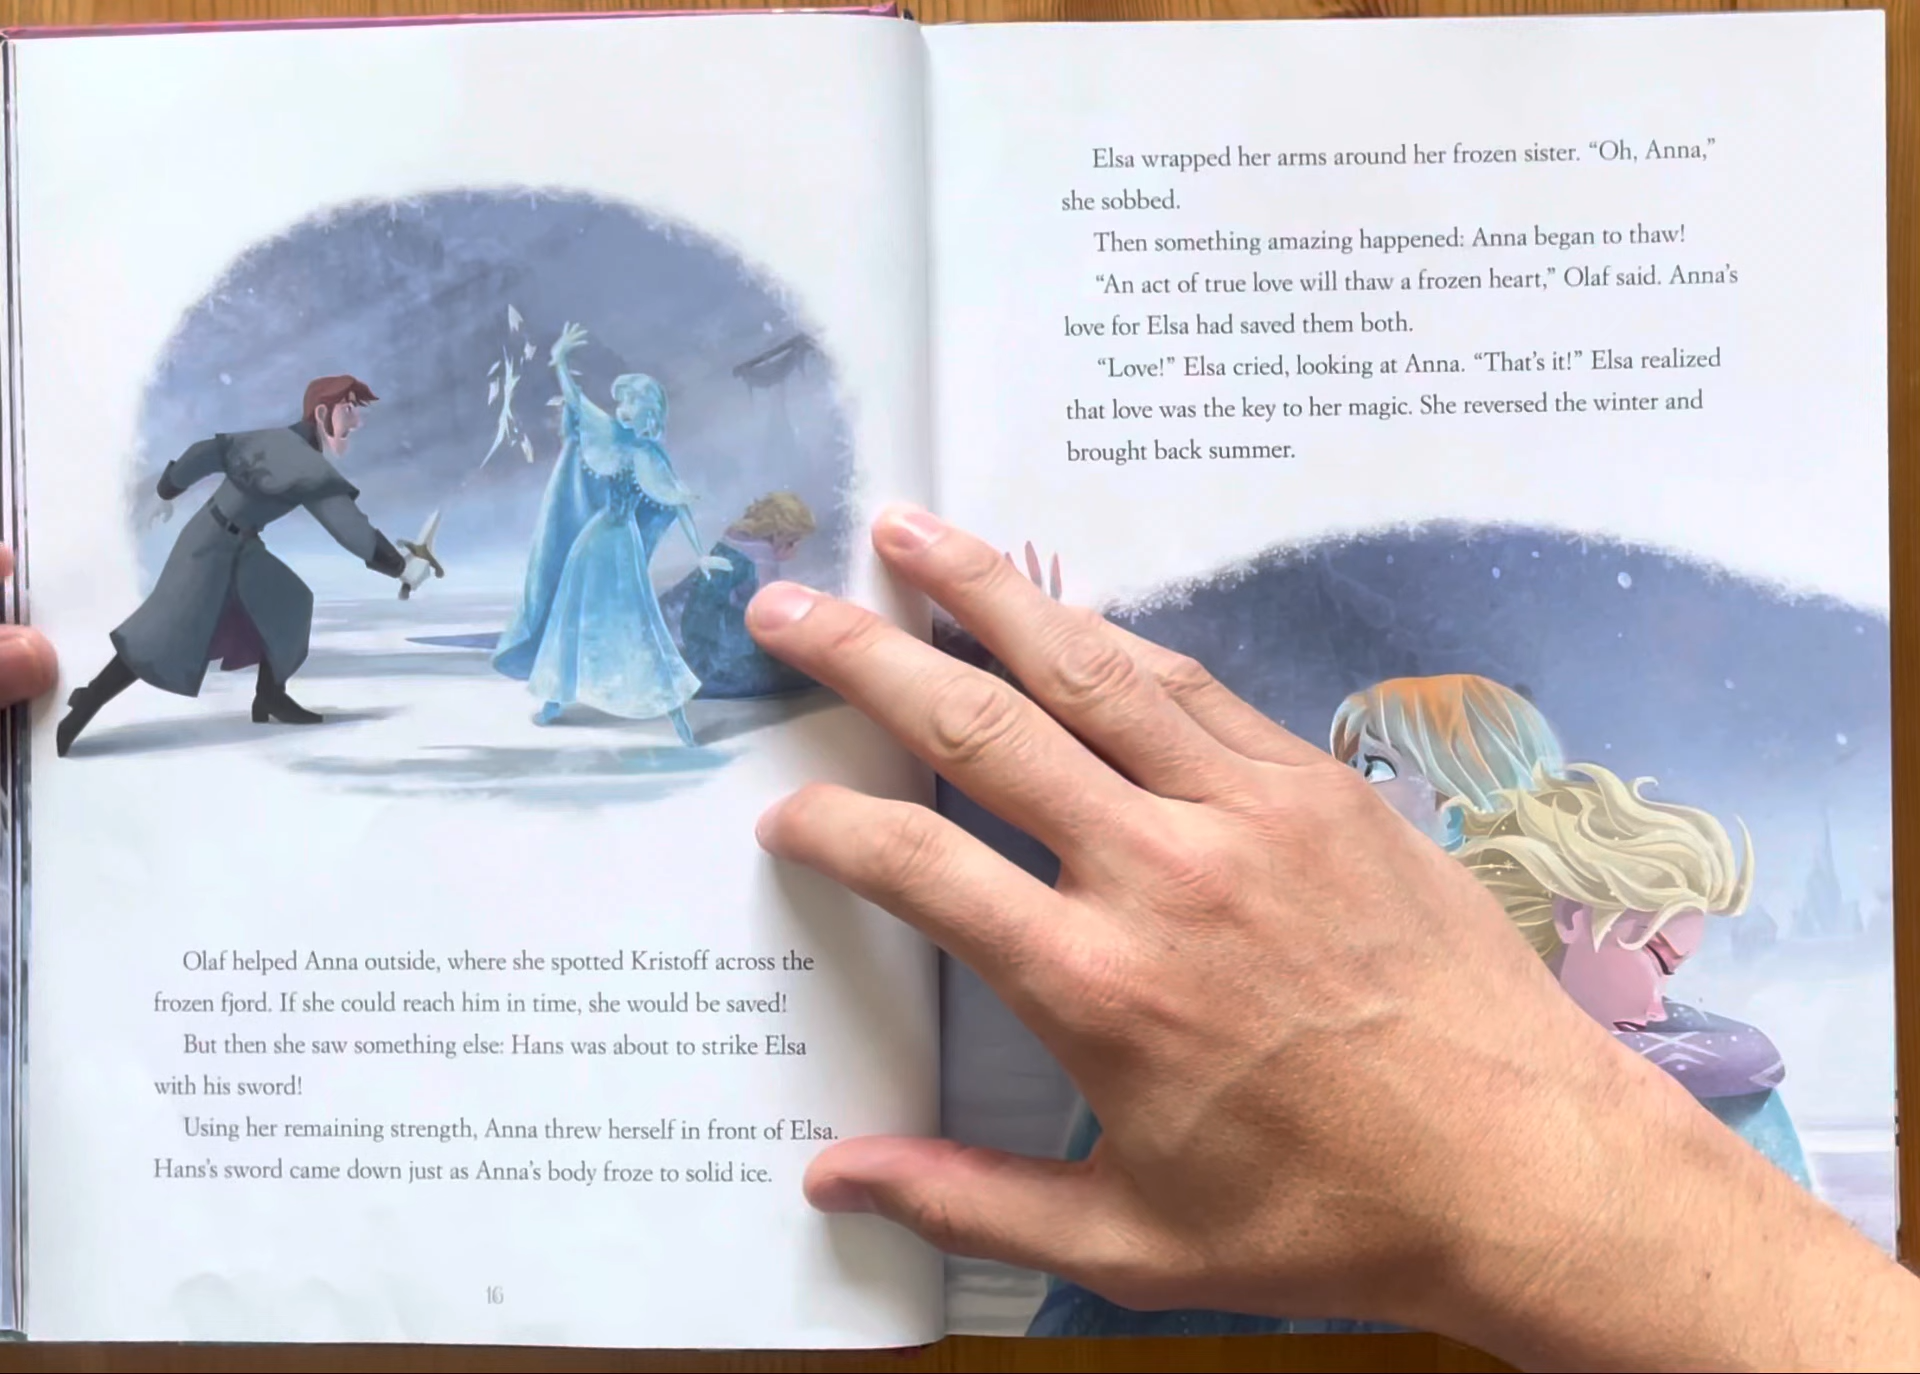 Olaf helped Anna outside, where she spotted Kristoff across the
frozen fjord. If she could reach him in time, she would be saved!
But then she saw something else: Hans was about to strike Elsa
with his sword!
Using her remaining strength, Anna threw herself in front of Elsa.
Hans's sword came down just as Anna's body froze to solid ice.
16
Elsa wrapped her arms around her frozen sister. “Oh, Anna,”
she sobbed.
Then something amazing happened: Anna began to thaw!
“An act of true love will thaw a frozen heart,” Olaf said. Anna's
love for Elsa had saved them both.
“Love!” Elsa cried, looking at Anna. “That's it!” Elsa realized
that love was the key to her magic. She reversed the winter and
brought back summer.